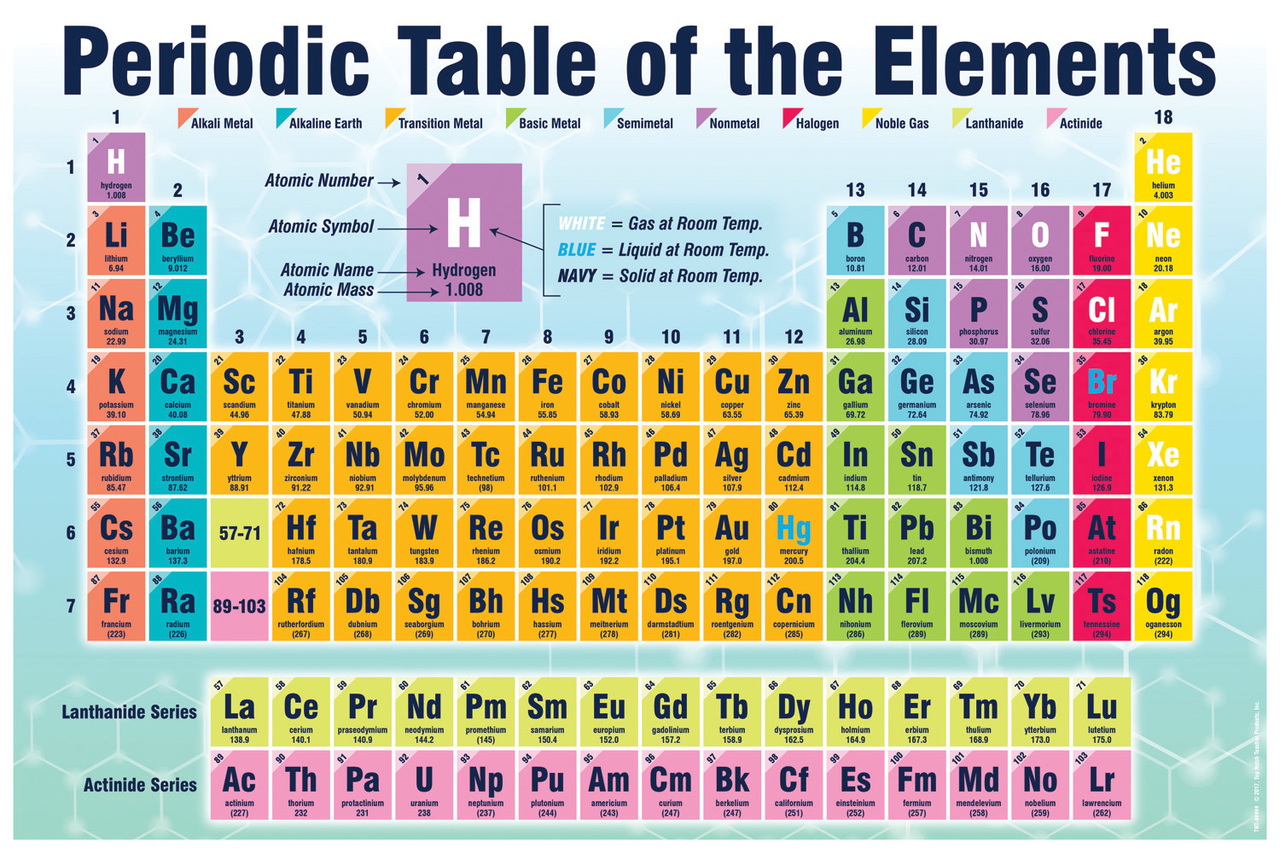 Periodic Table of the Elements
Alkali Metal Alkaline Earth Transition Metal Basic Metal Semimetal Nonmetal Halogen Noble Gas Lanthanide Actinide
1 2 3 4 5 6 7 8 9 10 11 12 13 14 15 16 17 18
Atomic Number
Atomic Symbol
Atomic Name
Atomic Mass
1
H
Hydrogen
1.008
WHITE = Gas at Room Temp.
BLUE = Liquid at Room Temp.
NAVY = Solid at Room Temp.
1
1 H hydrogen 1.008
2 He helium 4.003
2
3 Li lithium 6.94
4 Be beryllium 9.012
5 B boron 10.81
6 C carbon 12.01
7 N nitrogen 14.01
8 O oxygen 16.00
9 F fluorine 19.00
10 Ne neon 20.18
3
11 Na sodium 22.99
12 Mg magnesium 24.31
13 Al aluminum 26.98
14 Si silicon 28.09
15 P phosphorus 30.97
16 S sulfur 32.06
17 Cl chlorine 35.45
18 Ar argon 39.95
4
19 K potassium 39.10
20 Ca calcium 40.08
21 Sc scandium 44.96
22 Ti titanium 47.88
23 V vanadium 50.94
24 Cr chromium 52.00
25 Mn manganese 54.94
26 Fe iron 55.85
27 Co cobalt 58.93
28 Ni nickel 58.69
29 Cu copper 63.55
30 Zn zinc 65.39
31 Ga gallium 69.72
32 Ge germanium 72.64
33 As arsenic 74.92
34 Se selenium 78.96
35 Br bromine 79.90
36 Kr krypton 83.79
5
37 Rb rubidium 85.47
38 Sr strontium 87.62
39 Y yttrium 88.91
40 Zr zirconium 91.22
41 Nb niobium 92.91
42 Mo molybdenum 95.96
43 Tc technetium (98)
44 Ru ruthenium 101.1
45 Rh rhodium 102.9
46 Pd palladium 106.4
47 Ag silver 107.9
48 Cd cadmium 112.4
49 In indium 114.8
50 Sn tin 118.7
51 Sb antimony 121.8
52 Te tellurium 127.6
53 I iodine 126.9
54 Xe xenon 131.3
6
55 Cs cesium 132.9
56 Ba barium 137.3
57-71
72 Hf hafnium 178.5
73 Ta tantalum 180.9
74 W tungsten 183.9
75 Re rhenium 186.2
76 Os osmium 190.2
77 Ir iridium 192.2
78 Pt platinum 195.1
79 Au gold 197.0
80 Hg mercury 200.5
81 Ti thallium 204.4
82 Pb lead 207.2
83 Bi bismuth 1.008
84 Po polonium (209)
85 At astatine (210)
86 Rn radon (222)
7
87 Fr francium (223)
88 Ra radium (226)
89-103
104 Rf rutherfordium (267)
105 Db dubnium (268)
106 Sg seaborgium (269)
107 Bh bohrium (270)
108 Hs hassium (277)
109 Mt meitnerium (278)
110 Ds darmstadtium (281)
111 Rg roentgenium (282)
112 Cn copernicium (285)
113 Nh nihonium (286)
114 Fl flerovium (289)
115 Mc moscovium (289)
116 Lv livermorium (293)
117 Ts tennessine (294)
118 Og oganesson (294)
Lanthanide Series
57 La lanthanum 138.9
58 Ce cerium 140.1
59 Pr praseodymium 140.9
60 Nd neodymium 144.2
61 Pm promethium (145)
62 Sm samarium 150.4
63 Eu europium 152.0
64 Gd gadolinium 157.2
65 Tb terbium 158.9
66 Dy dysprosium 162.5
67 Ho holmium 164.9
68 Er erbium 167.3
69 Tm thulium 168.9
70 Yb ytterbium 173.0
71 Lu lutetium 175.0
Actinide Series
89 Ac actinium (227)
90 Th thorium 232
91 Pa protactinium 231
92 U uranium 238
93 Np neptunium (237)
94 Pu plutonium (244)
95 Am americium (243)
96 Cm curium (247)
97 Bk berkelium (247)
98 Cf californium (251)
99 Es einsteinium (252)
100 Fm fermium (257)
101 Md mendelevium (258)
102 No nobelium (259)
103 Lr lawrencium (262)